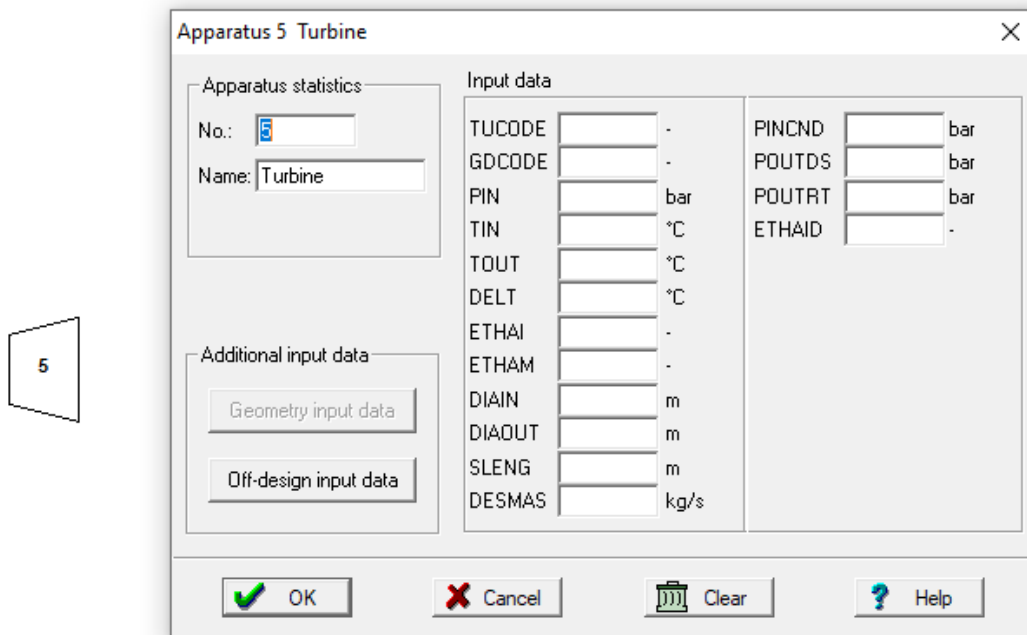 Apparatus 5 Turbine
Apparatus statistics
No.: 5
Name: Turbine
Additional input data
Geometry input data
Off-design input data
Input data
TUCODE -
GDCODE -
PIN bar
TIN °C
TOUT °C
DELT °C
ETHAI -
ETHAM -
DIAIN m
DIAOUT m
SLENG m
DESMAS kg/s
PINCND bar
POUTDS bar
POUTRT bar
ETHAID -
5
OK
Cancel
Clear
Help